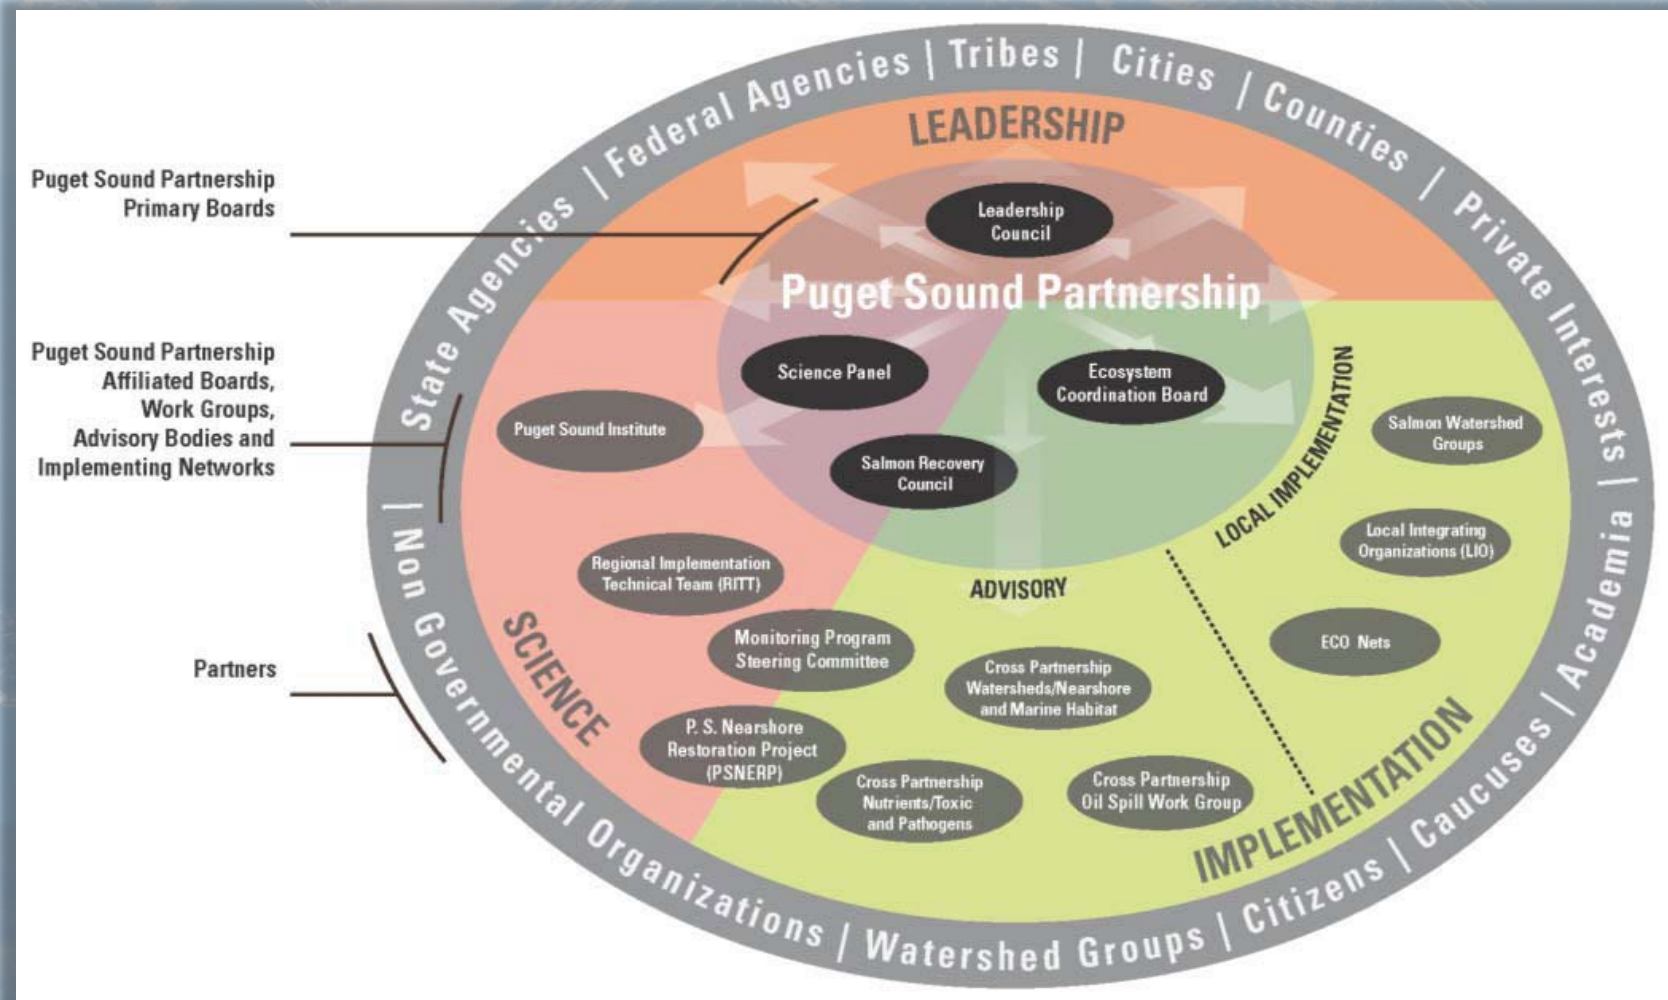 State Agencies | Federal Agencies | Tribes | Cities | Counties | Private Interests |
Non Governmental Organizations | Watershed Groups | Citizens | Caucuses | Academia
|
LEADERSHIP
Puget Sound Partnership
Primary Boards
Leadership
Council
Puget Sound Partnership
Puget Sound Partnership
Affiliated Boards,
Work Groups,
Advisory Bodies and
Implementing Networks
Science Panel
Ecosystem
Coordination Board
Puget Sound Institute
Salmon Recovery
Council
LOCAL IMPLEMENTATION
Salmon Watershed
Groups
Local Integrating
Organizations (LIO)
ECO Nets
Regional Implementation
Technical Team (RITT)
ADVISORY
SCIENCE
Monitoring Program
Steering Committee
Cross Partnership
Watersheds/Nearshore
and Marine Habitat
Partners
P. S. Nearshore
Restoration Project
(PSNERP)
Cross Partnership
Nutrients/Toxic
and Pathogens
Cross Partnership
Oil Spill Work Group
IMPLEMENTATION